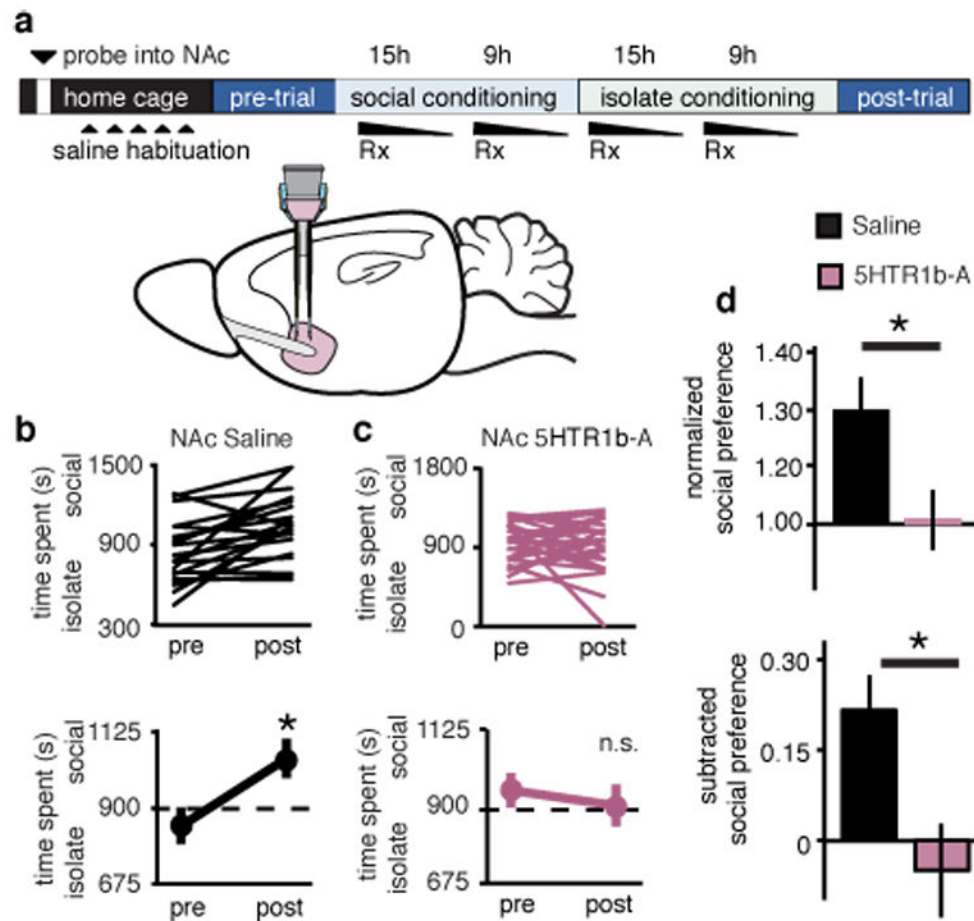 a
probe into NAc 15h 9h 15h 9h
home cage pre-trial social conditioning isolate conditioning post-trial
saline habituation Rx Rx Rx Rx
Saline
5HTR1b-A
b
NAc Saline
time spent (s)
isolate social
1500
900
300
pre post
time spent (s)
isolate social
1125
900
675
*
pre post
c
NAc 5HTR1b-A
time spent (s)
isolate social
1800
900
0
pre post
time spent (s)
isolate social
1125
900
675
n.s.
pre post
d
normalized
social preference
1.40
1.30
1.20
1.00
*
subtracted
social preference
0.30
0.15
0
*